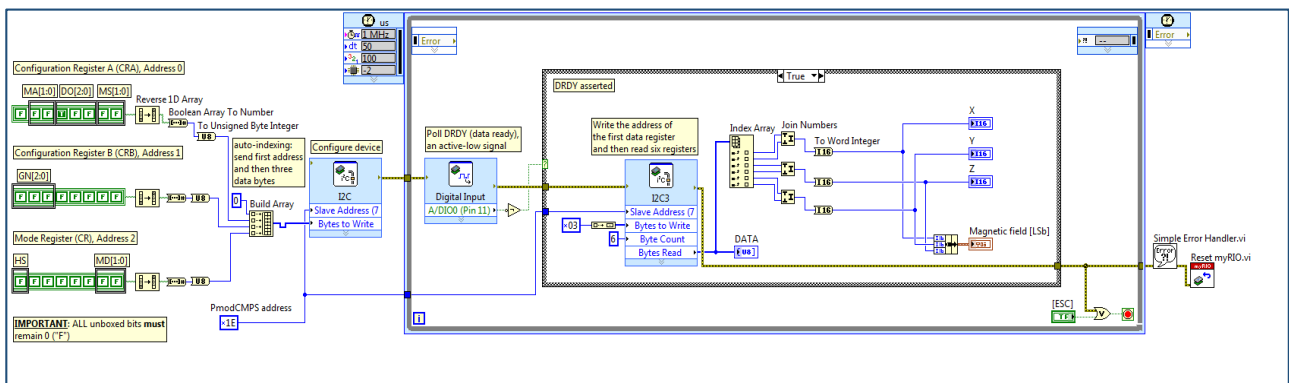 Configuration Register A (CRA), Address 0
MA[1:0]
DO[2:0]
MS[1:0]
F F F T F F F F
Reverse 1D Array
Boolean Array To Number
To Unsigned Byte Integer
U8
auto-indexing:
send first address
and then three
data bytes
Configuration Register B (CRB), Address 1
GN[2:0]
F F F F F F F F
U8
0
Build Array
Mode Register (CR), Address 2
HS
MD[1:0]
F F F F F F F F
U8
IMPORTANT: ALL unboxed bits must
remain 0 ("F")
PmodCMPS address
×1E
Configure device
I2C
I2C
Slave Address (7
Bytes to Write
us
1 MHz
dt
50
100
-2
Error
Poll DRDY (data ready),
an active-low signal
Digital Input
A/DIO0 (Pin 11)
True
DRDY asserted
Write the address of
the first data register
and then read six registers
I2C3
Slave Address (7
Bytes to Write
Byte Count
Bytes Read
×03
6
DATA
U8
Index Array
Join Numbers
To Word Integer
I16
I16
I16
X
I16
Y
I16
Z
I16
Magnetic field [LSb]
--
Error
[ESC]
TF
i
Simple Error Handler.vi
Error
?!
Reset myRIO.vi
myRIO